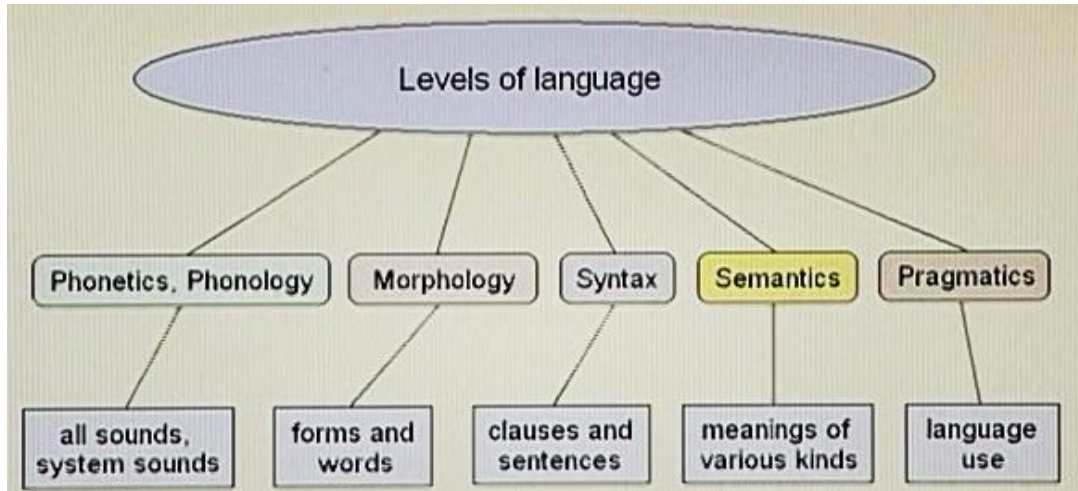 Levels of language
Phonetics, Phonology
Morphology
Syntax
Semantics
Pragmatics
all sounds,
system sounds
forms and
words
clauses and
sentences
meanings of
various kinds
language
use